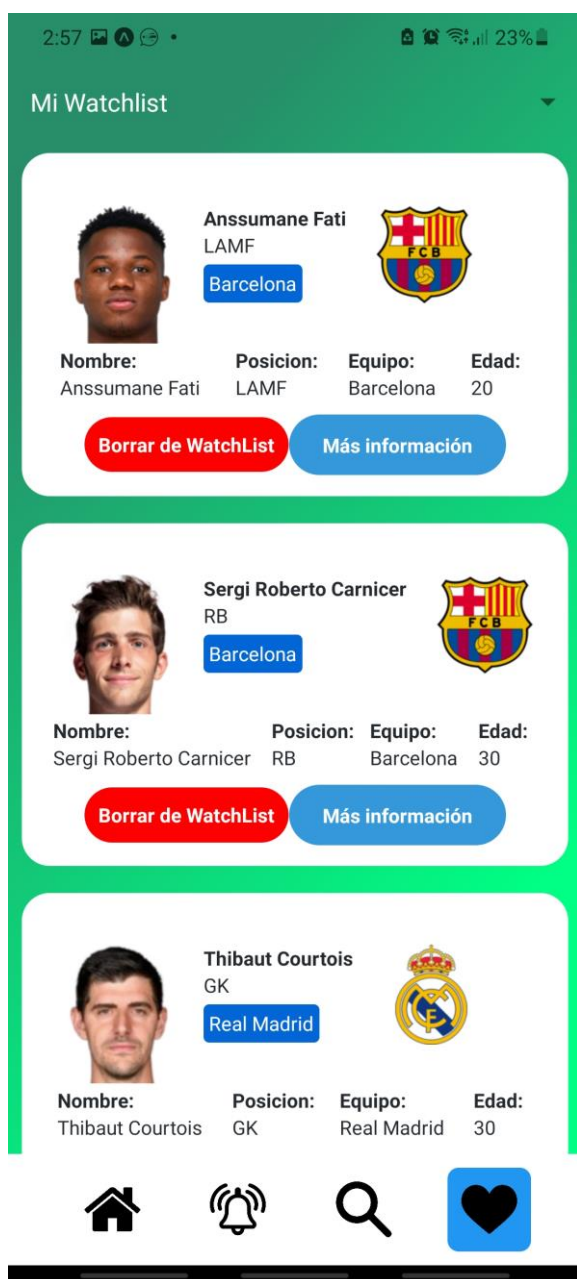 2:57 23%
Mi Watchlist
Anssumane Fati
LAMF
FCB
Barcelona
Nombre: Posicion: Equipo: Edad:
Anssumane Fati LAMF Barcelona 20
Borrar de WatchList Más información
Sergi Roberto Carnicer
RB
FCB
Barcelona
Nombre: Posicion: Equipo: Edad:
Sergi Roberto Carnicer RB Barcelona 30
Borrar de WatchList Más información
Thibaut Courtois
GK
Real Madrid
Nombre: Posicion: Equipo: Edad:
Thibaut Courtois GK Real Madrid 30